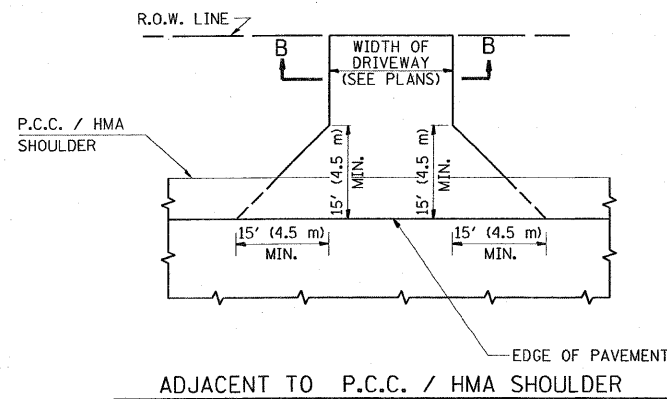 R.O.W. LINE
B
WIDTH OF
DRIVEWAY
(SEE PLANS)
B
P.C.C. / HMA
SHOULDER
15' (4.5 m)
MIN.
15' (4.5 m)
MIN.
15' (4.5 m)
MIN.
15' (4.5 m)
MIN.
EDGE OF PAVEMENT
ADJACENT TO P.C.C. / HMA SHOULDER